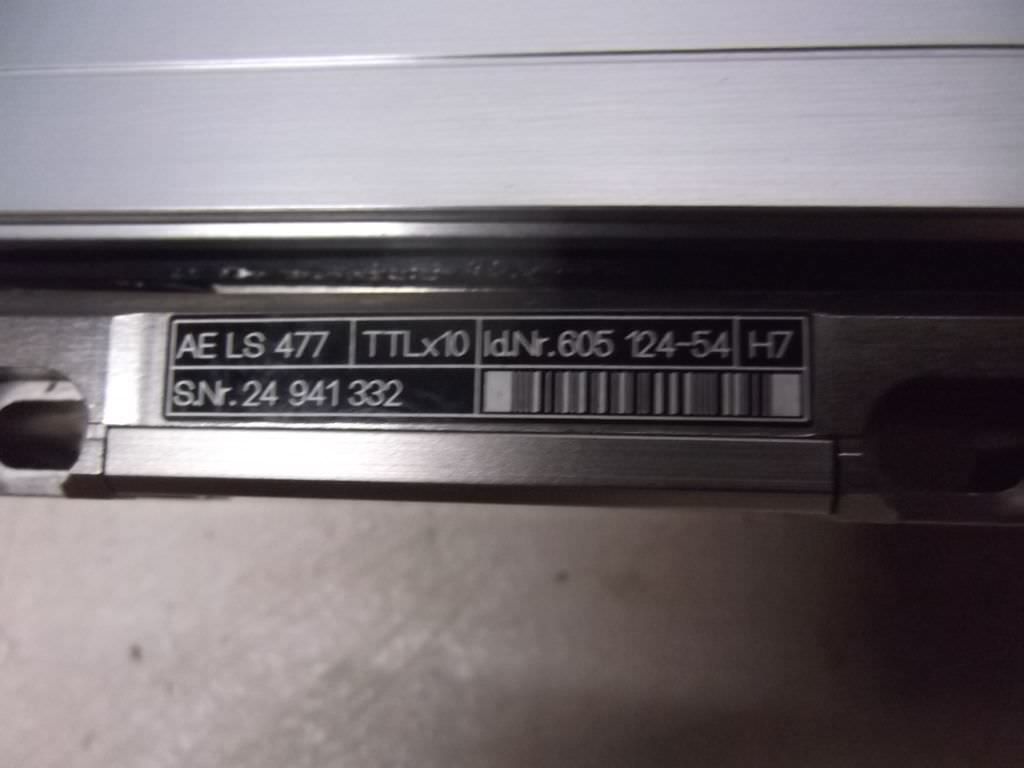 AE LS 477 TTLx10 Id.Nr. 605 124-54 H7
S.Nr. 24 941 332